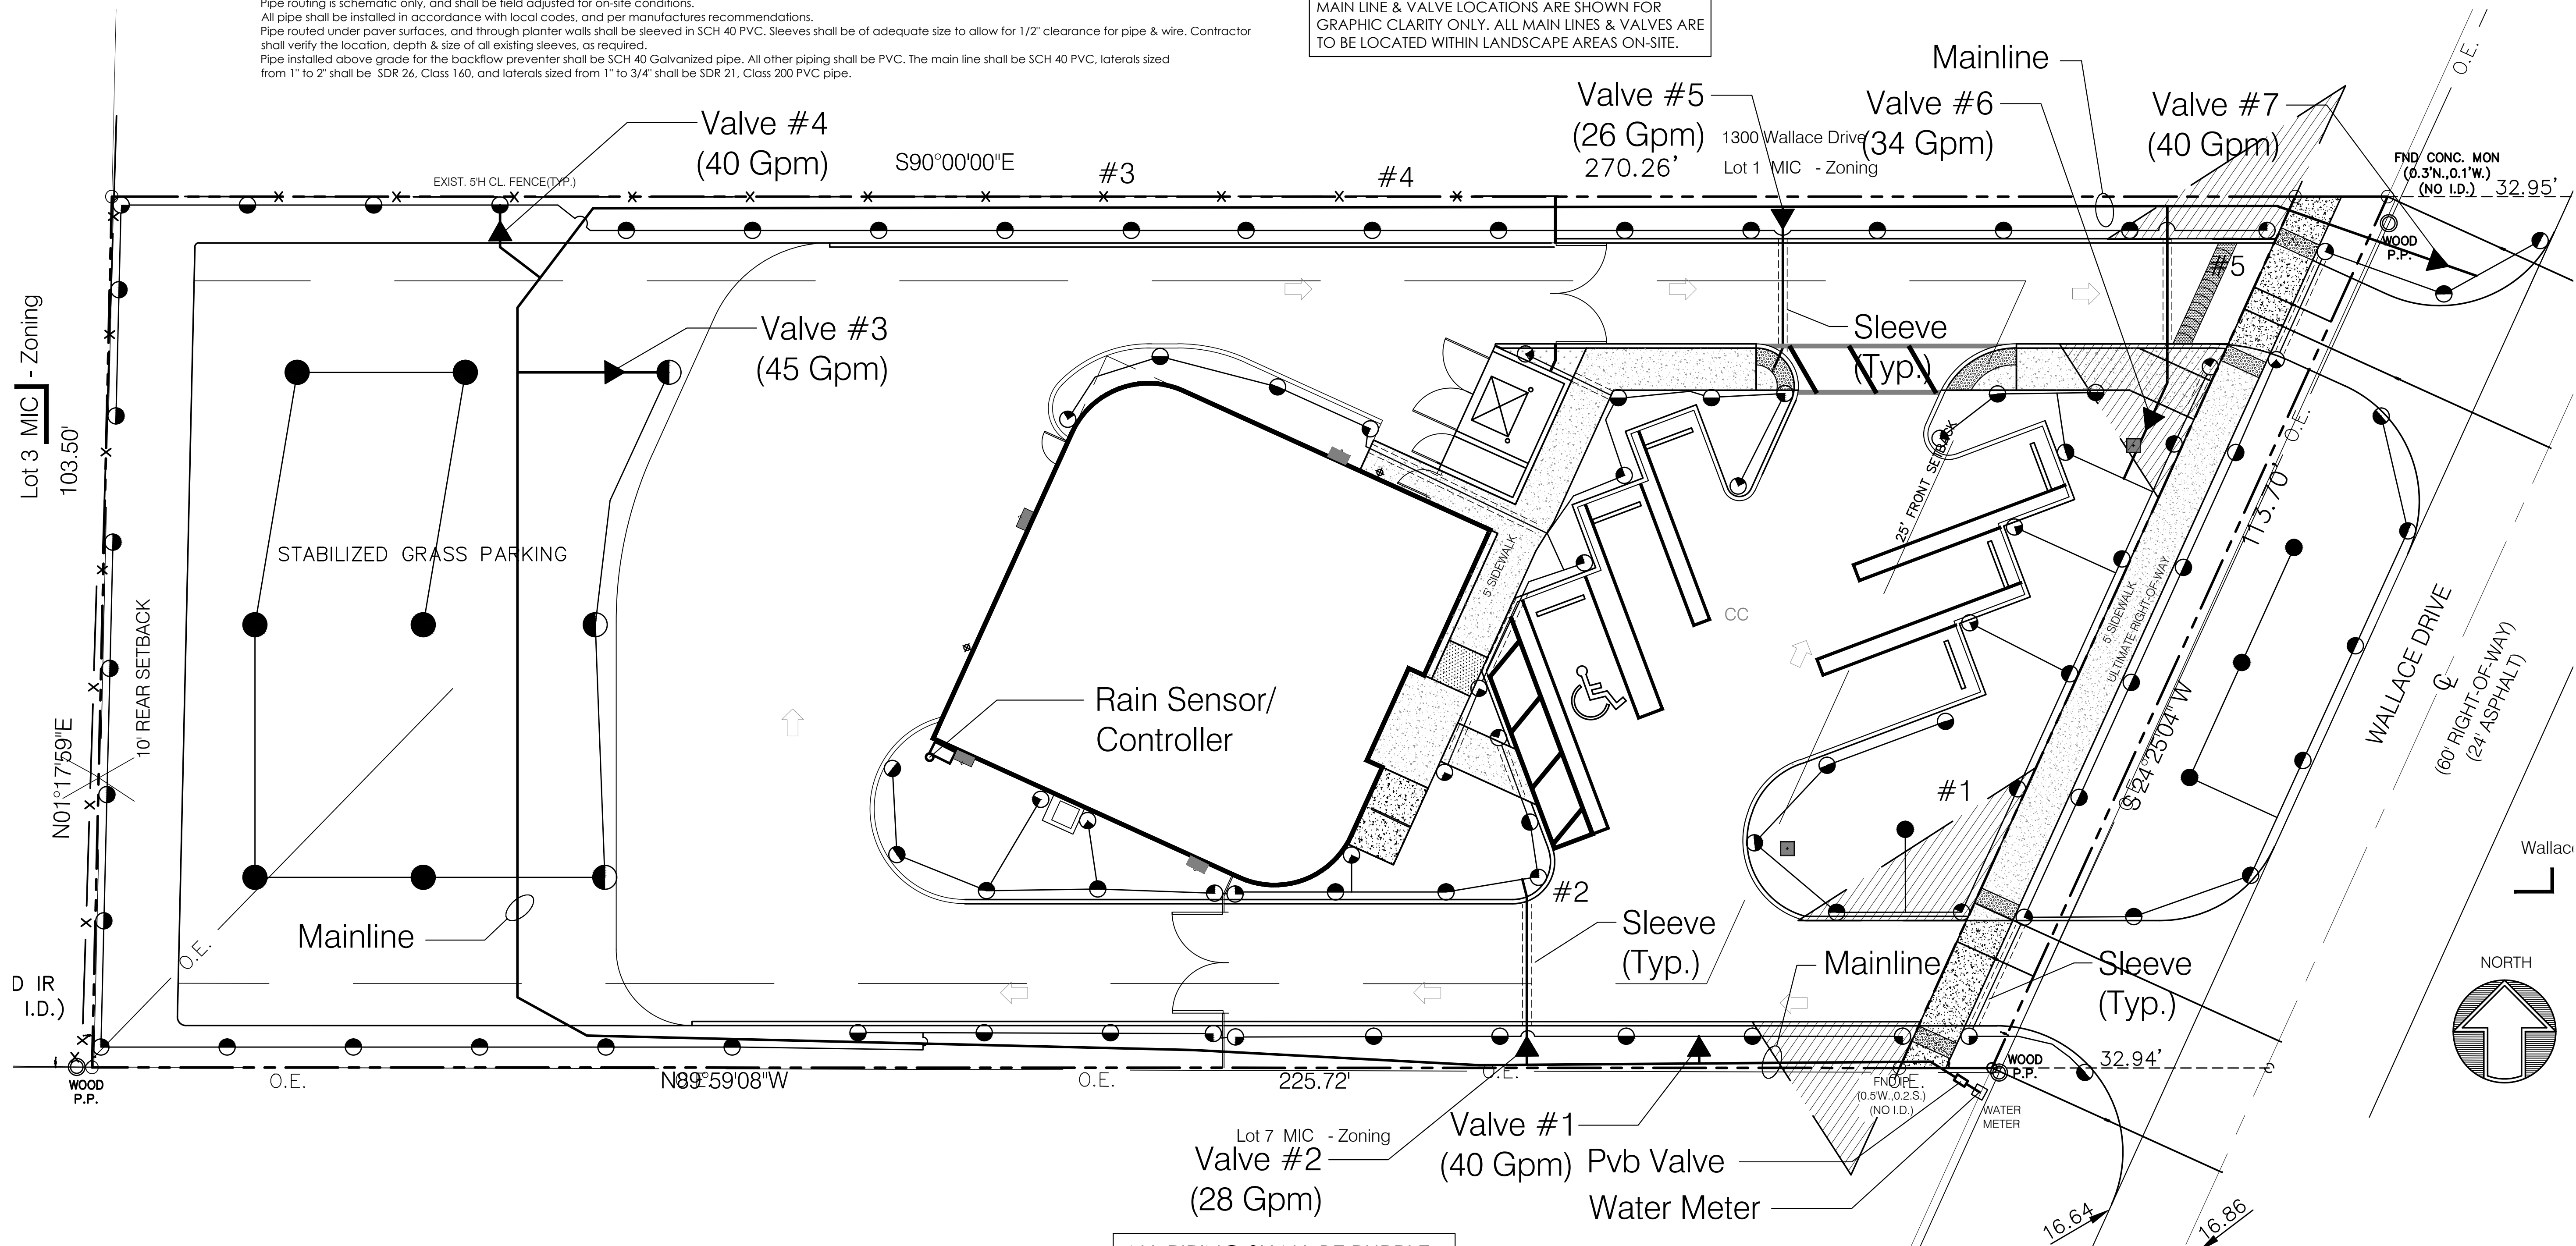 Pipe routing is schematic only, and shall be field adjusted for on-site conditions.
All pipe shall be installed in accordance with local codes, and per manufactures recommendations.
Pipe routed under paver surfaces, and through planter walls shall be sleeved in SCH 40 PVC. Sleeves shall be of adequate size to allow for 1/2" clearance for pipe & wire. Contractor
shall verify the location, depth & size of all existing sleeves, as required.
Pipe installed above grade for the backflow preventer shall be SCH 40 Galvanized pipe. All other piping shall be PVC. The main line shall be SCH 40 PVC, laterals sized
from 1" to 2" shall be SDR 26, Class 160, and laterals sized from 1" to 3/4" shall be SDR 21, Class 200 PVC pipe.
MAIN LINE & VALVE LOCATIONS ARE SHOWN FOR
GRAPHIC CLARITY ONLY. ALL MAIN LINES & VALVES ARE
TO BE LOCATED WITHIN LANDSCAPE AREAS ON-SITE.
Mainline
O.E.
Valve #4
(40 Gpm)
S90°00'00"E
#3
#4
Valve #5
(26 Gpm)
270.26'
1300 Wallace Drive
Lot 1 MIC - Zoning
Valve #6
(34 Gpm)
Valve #7
(40 Gpm)
FND CONC. MON
(0.3'N.,0.1'W.)
(NO I.D.)
32.95'
EXIST. 5'H CL. FENCE(TYP.)
WOOD
P.P.
#5
Valve #3
(45 Gpm)
Sleeve
(Typ.)
Lot 3 MIC - Zoning
103.50'
O.E.
25' FRONT SETBACK
113.70'
STABILIZED GRASS PARKING
5' SIDEWALK
CC
5' SIDEWALK
ULTIMATE RIGHT-OF-WAY
WALLACE DRIVE
(60' RIGHT-OF-WAY)
(24' ASPHALT)
10' REAR SETBACK
N01°17'59"E
Rain Sensor/
Controller
S 24°25'04" W
#1
#2
Mainline
O.E.
Sleeve
(Typ.)
Mainline
Sleeve
(Typ.)
NORTH
D IR
I.D.)
WOOD
P.P.
O.E.
N89°59'08"W
O.E.
225.72'
O.E.
WOOD
P.P.
32.94'
(0.5'W.,0.2.S.)
(NO I.D.)
WATER
METER
Lot 7 MIC - Zoning
Valve #2
(28 Gpm)
Valve #1
(40 Gpm)
Pvb Valve
Water Meter
16.64
16.86